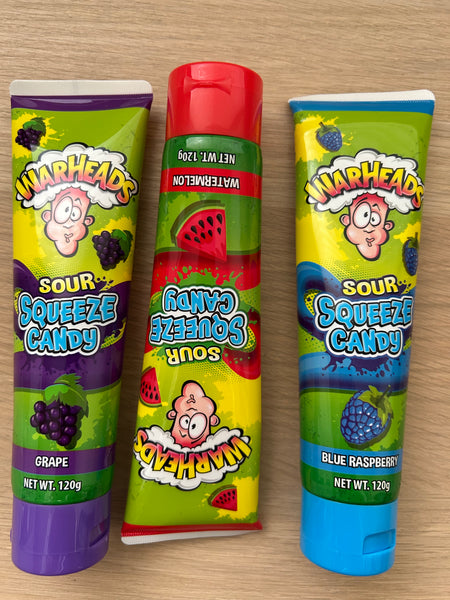 WARHEADS
SOUR
SQUEEZE
CANDY
GRAPE
NET WT. 120g
WARHEADS
SOUR
SQUEEZE
CANDY
WATERMELON
NET WT. 120g
WARHEADS
SOUR
SQUEEZE
CANDY
BLUE RASPBERRY
NET WT. 120g